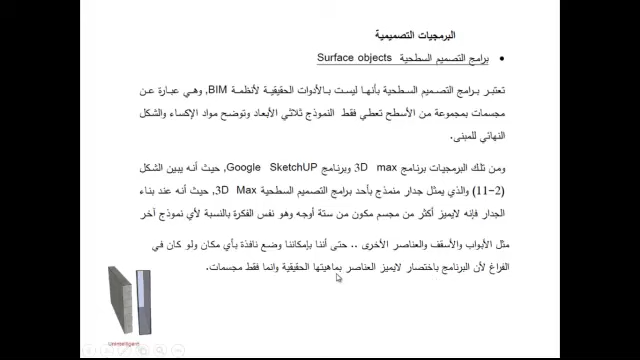 البرمجيات التصميمية
• برامج التصميم السطحية Surface objects
تعتبر برامج التصميم السطحية بأنها ليست بالأدوات الحقيقية لأنظمة BIM, وهي عبارة عن
مجسمات بمجموعة من الأسطح تعطي فقط النموذج ثلاثي الأبعاد وتوضح مواد الإكساء والشكل
النهائي للمبنى.
ومن تلك البرمجيات برنامج 3D max وبرنامج Google SketchUP, حيث أنه يبين الشكل
(2-11) والذي يمثل جدار منمذج بأحد برامج التصميم السطحية 3D Max, حيث أنه عند بناء
الجدار فإنه لايميز أكثر من مجسم مكون من ستة أوجه وهو نفس الفكرة بالنسبة لأي نموذج آخر
مثل الأبواب والأسقف والعناصر الأخرى .. حتى أننا بإمكاننا وضع نافذة بأي مكان ولو كان في
الفراغ لأن البرنامج باختصار لايميز العناصر بماهيتها الحقيقية وانما فقط مجسمات.
Unintelligent